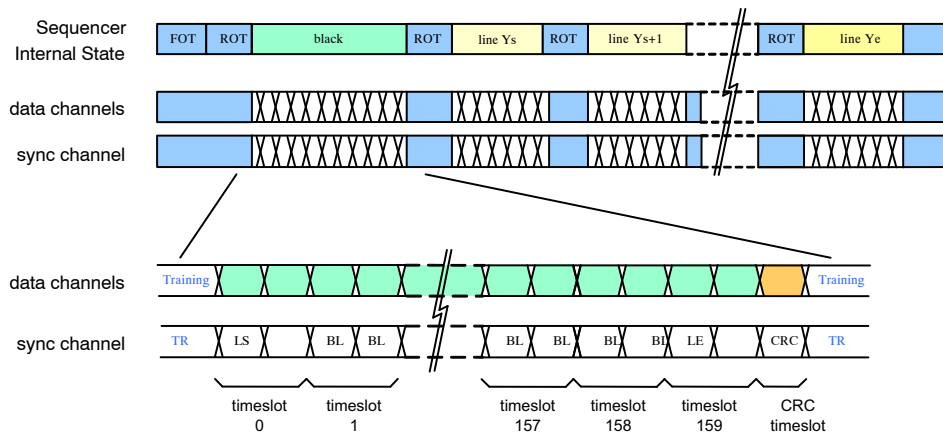 Sequencer
Internal State
FOT ROT black ROT line Ys ROT line Ys+1 ROT line Ye
data channels
sync channel
data channels
Training Training
sync channel
TR LS BL BL BL BL BL BL LE CRC TR
timeslot timeslot timeslot timeslot timeslot CRC
0 1 157 158 159 timeslot